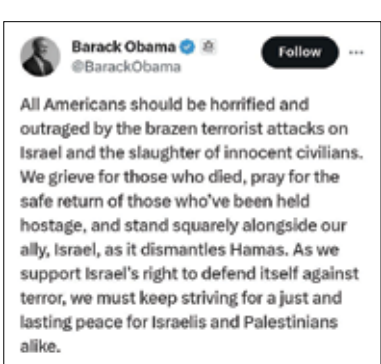 Barack Obama
@BarackObama
Follow
All Americans should be horrified and
outraged by the brazen terrorist attacks on
Israel and the slaughter of innocent civilians.
We grieve for those who died, pray for the
safe return of those who've been held
hostage, and stand squarely alongside our
ally, Israel, as it dismantles Hamas. As we
support Israel's right to defend itself against
terror, we must keep striving for a just and
lasting peace for Israelis and Palestinians
alike.